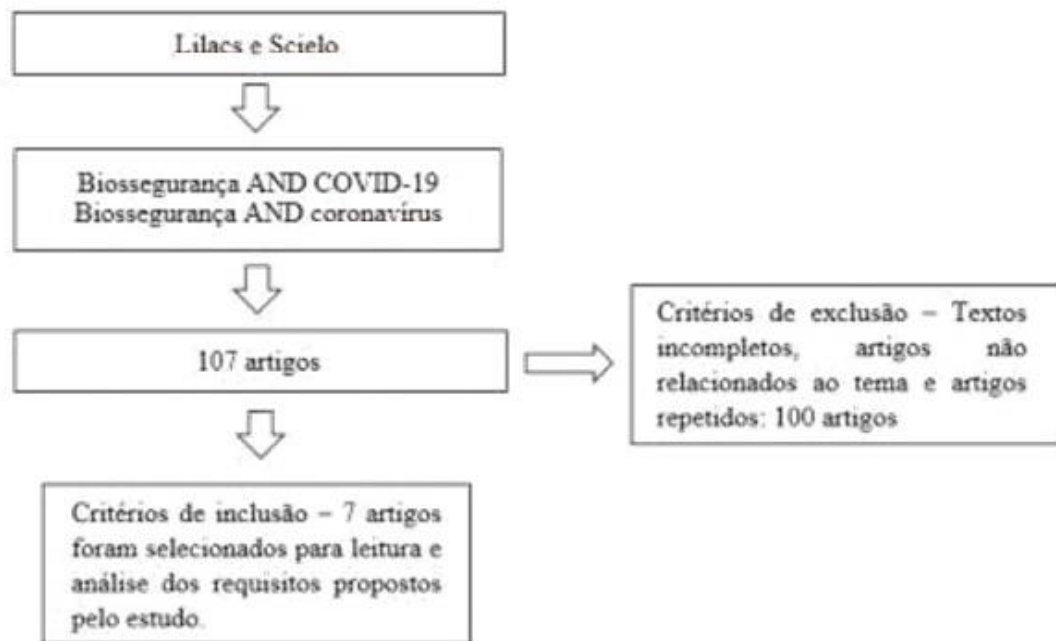 Lilacs e Scielo
Biossegurança AND COVID-19
Biossegurança AND coronavírus
107 artigos
Critérios de exclusão – Textos
incompletos, artigos não
relacionados ao tema e artigos
repetidos: 100 artigos
Critérios de inclusão – 7 artigos
foram selecionados para leitura e
análise dos requisitos propostos
pelo estudo.